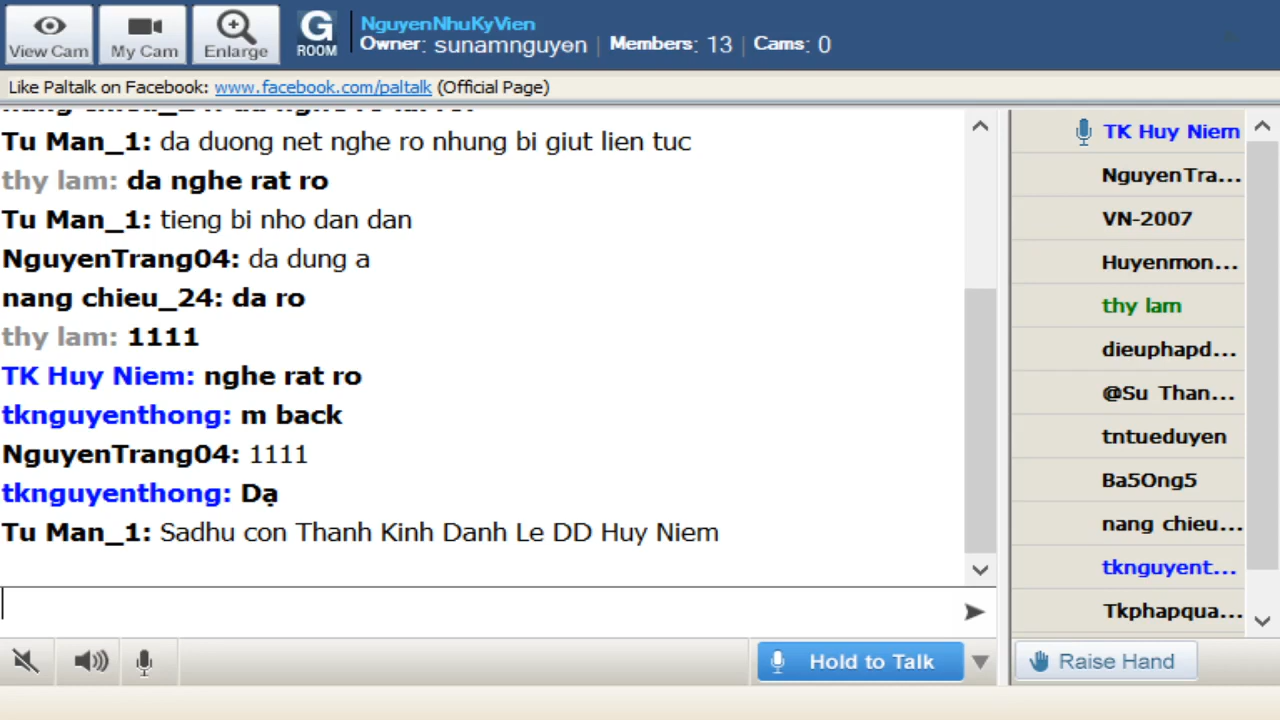 View Cam
My Cam
Enlarge
G
ROOM
NguyenNhuKyVien
Owner: sunamnguyen | Members: 13 | Cams: 0
Like Paltalk on Facebook: www.facebook.com/paltalk (Official Page)
Tu Man_1: da duong net nghe ro nhung bi giut lien tuc
thy lam: da nghe rat ro
Tu Man_1: tieng bi nho dan dan
NguyenTrang04: da dung a
nang chieu_24: da ro
thy lam: 1111
TK Huy Niem: nghe rat ro
tknguyenthong: m back
NguyenTrang04: 1111
tknguyenthong: Dạ
Tu Man_1: Sadhu con Thanh Kinh Danh Le DD Huy Niem
TK Huy Niem
NguyenTra...
VN-2007
Huyenmon...
thy lam
dieuphapd...
@Su Than...
tntueduyen
Ba5Ong5
nang chieu...
tknguyent...
Tkphapqua...
Hold to Talk
Raise Hand